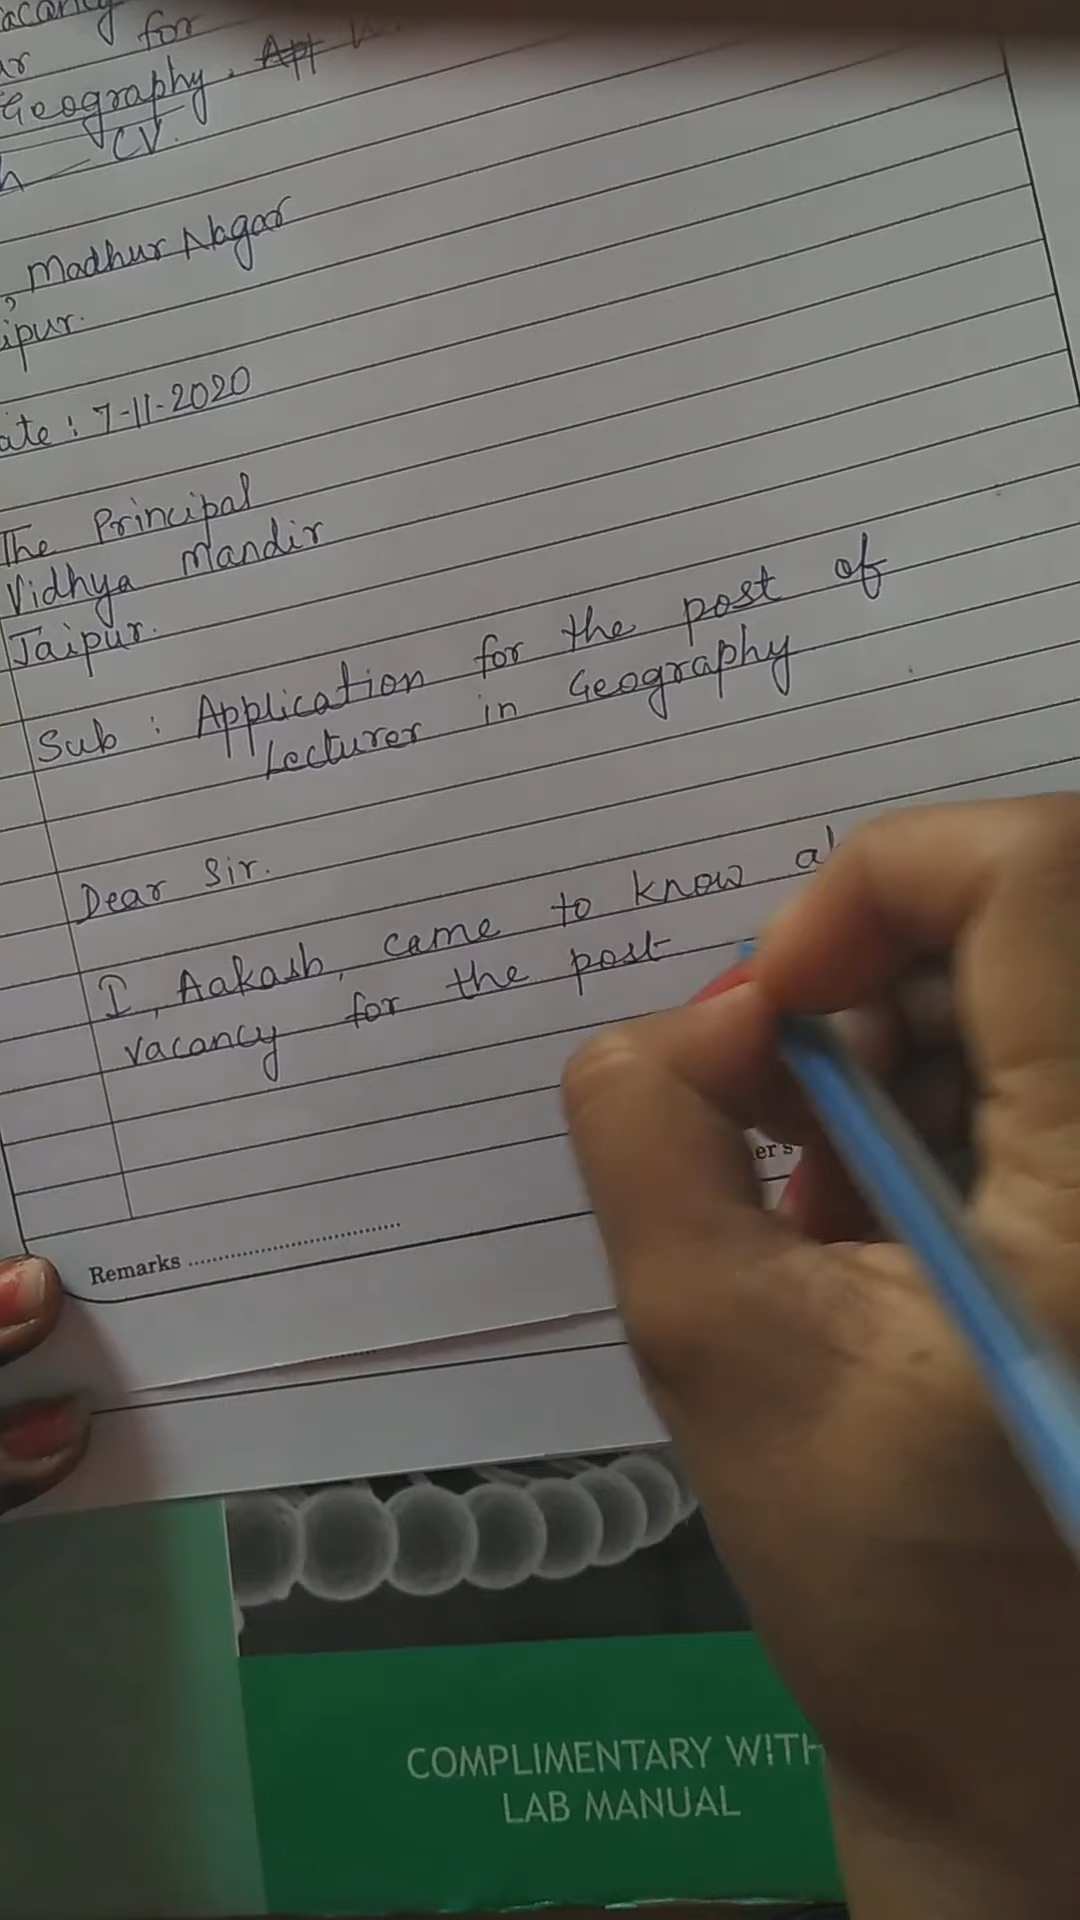 for
Geography. App
CV.
Madhur Nagar
ipur.
ate : 7-11-2020
The Principal
Vidhya Mandir
Jaipur.
Sub : Application for the post of
Lecturer in Geography
Dear Sir.
I, Aakash, came to know
vacancy for the post
er's
Remarks
COMPLIMENTARY WITH
LAB MANUAL